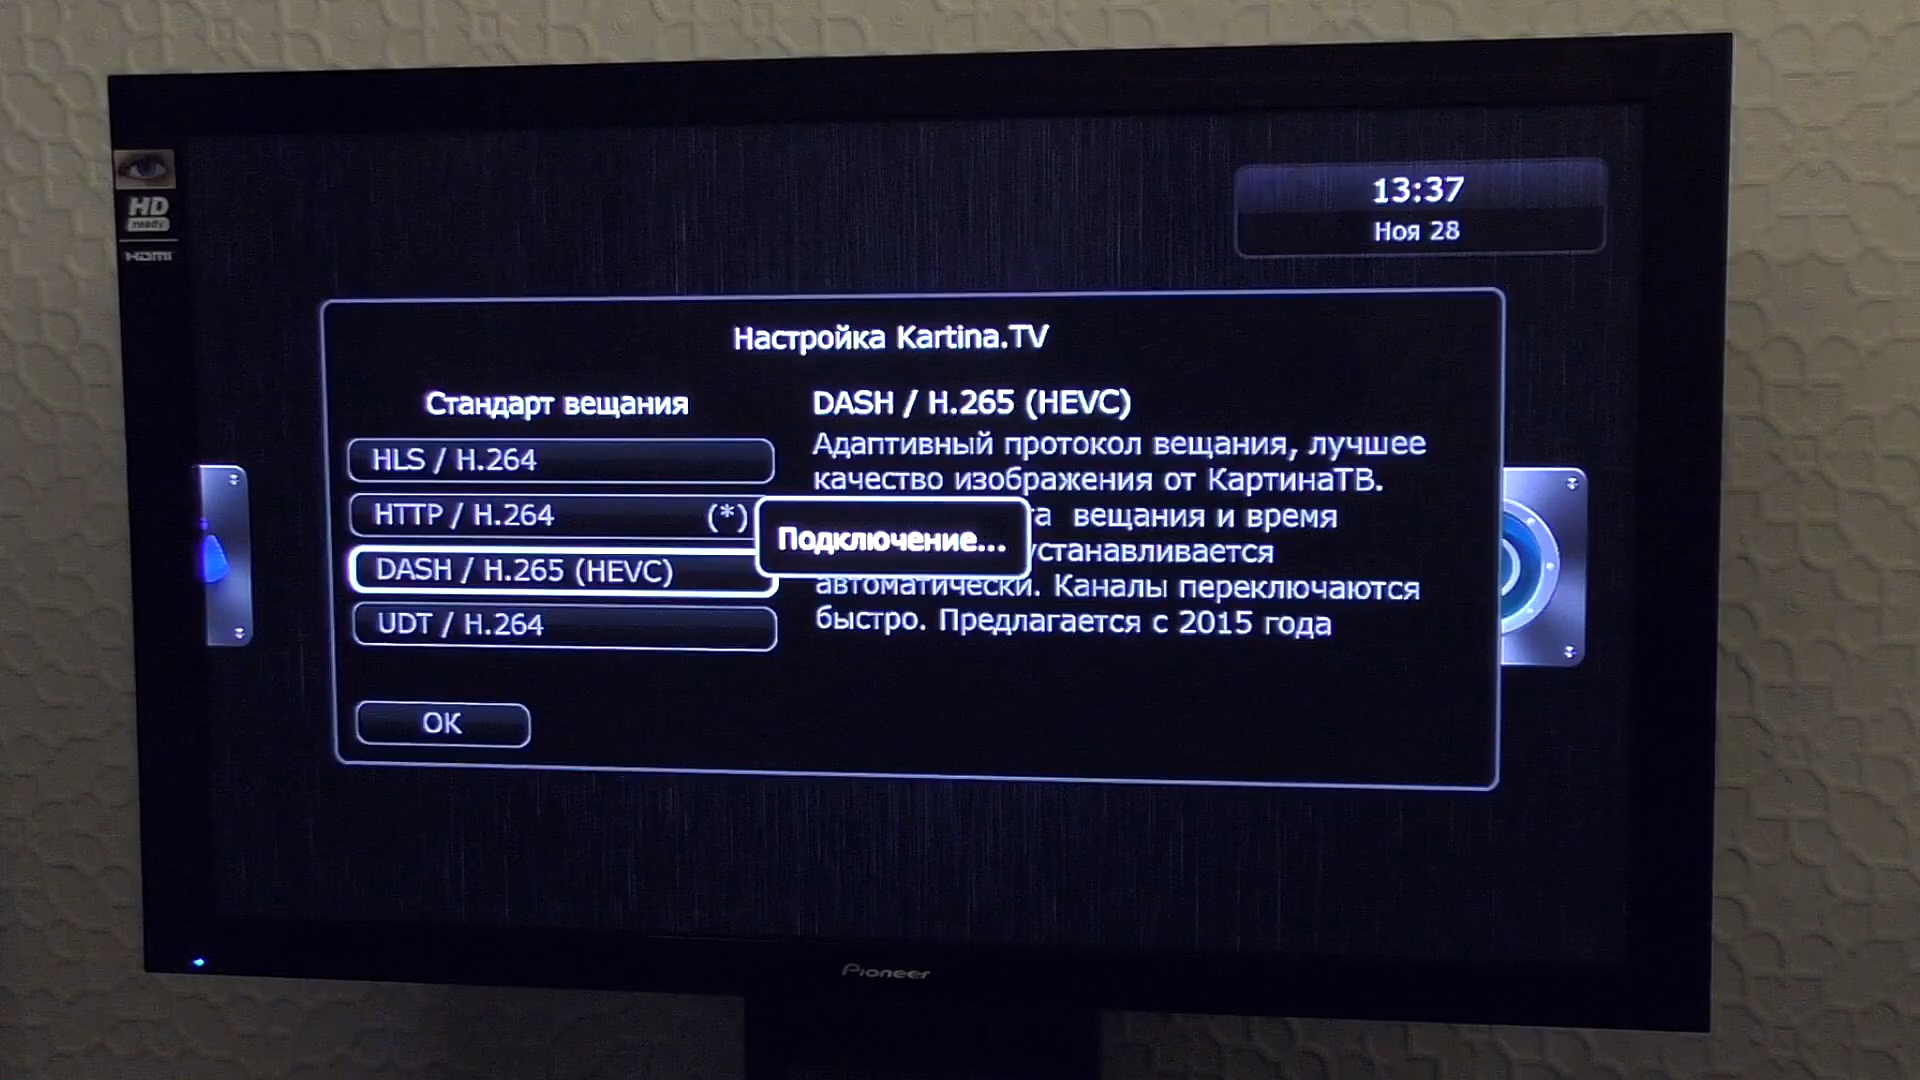 HD
ready
HDMI
13:37
Ноя 28
Настройка Kartina.TV
Стандарт вещания
HLS / H.264
HTTP / H.264 (*)
DASH / H.265 (HEVC)
UDT / H.264
OK
DASH / H.265 (HEVC)
Адаптивный протокол вещания, лучшее
качество изображения от КартинаТВ.
вещания и время
устанавливается
автоматически. Каналы переключаются
быстро. Предлагается с 2015 года
Подключение...
Pioneer